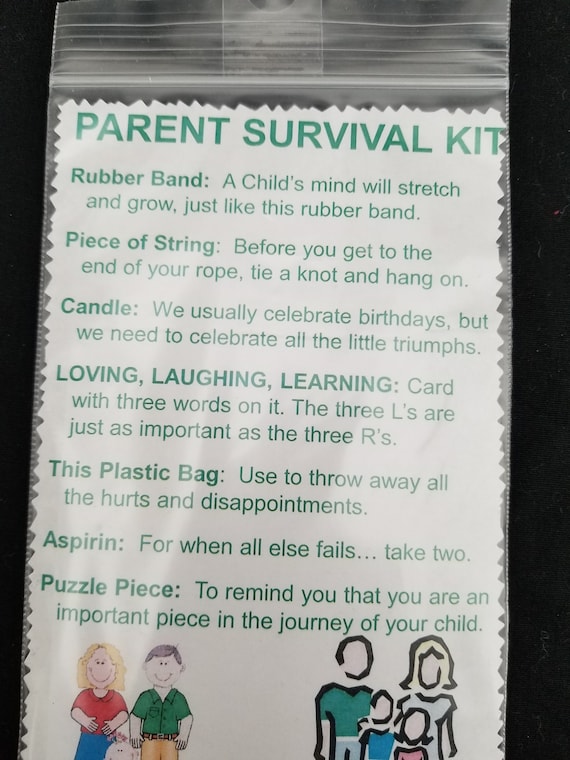 PARENT SURVIVAL KIT
Rubber Band: A Child's mind will stretch
and grow, just like this rubber band.
Piece of String: Before you get to the
end of your rope, tie a knot and hang on.
Candle: We usually celebrate birthdays, but
we need to celebrate all the little triumphs.
LOVING, LAUGHING, LEARNING: Card
with three words on it. The three L's are
just as important as the three R's.
This Plastic Bag: Use to throw away all
the hurts and disappointments.
Aspirin: For when all else fails... take two.
Puzzle Piece: To remind you that you are an
important piece in the journey of your child.